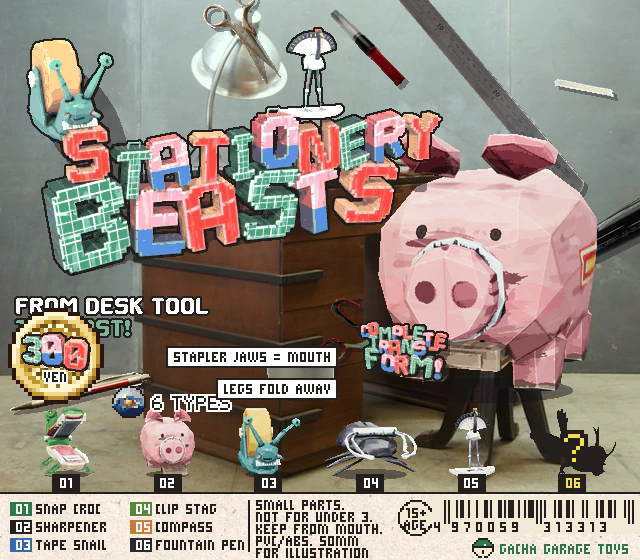 STATIONERY
BEASTS
FROM DESK TOOL
ST!
300
YEN
STAPLER JAWS = MOUTH
LEGS FOLD AWAY
COMPLETE
TRANS
FORM!
6 TYPES
?
01
02
03
04
05
06
01 SNAP CROC
02 SHARPENER
03 TAPE SNAIL
04 CLIP STAG
05 COMPASS
06 FOUNTAIN PEN
SMALL PARTS.
NOT FOR UNDER 3.
KEEP FROM MOUTH.
PVC/ABS. 50MM
FOR ILLUSTRATION
15+
AGE
4 970059 313313
GACHA GARAGE TOYS